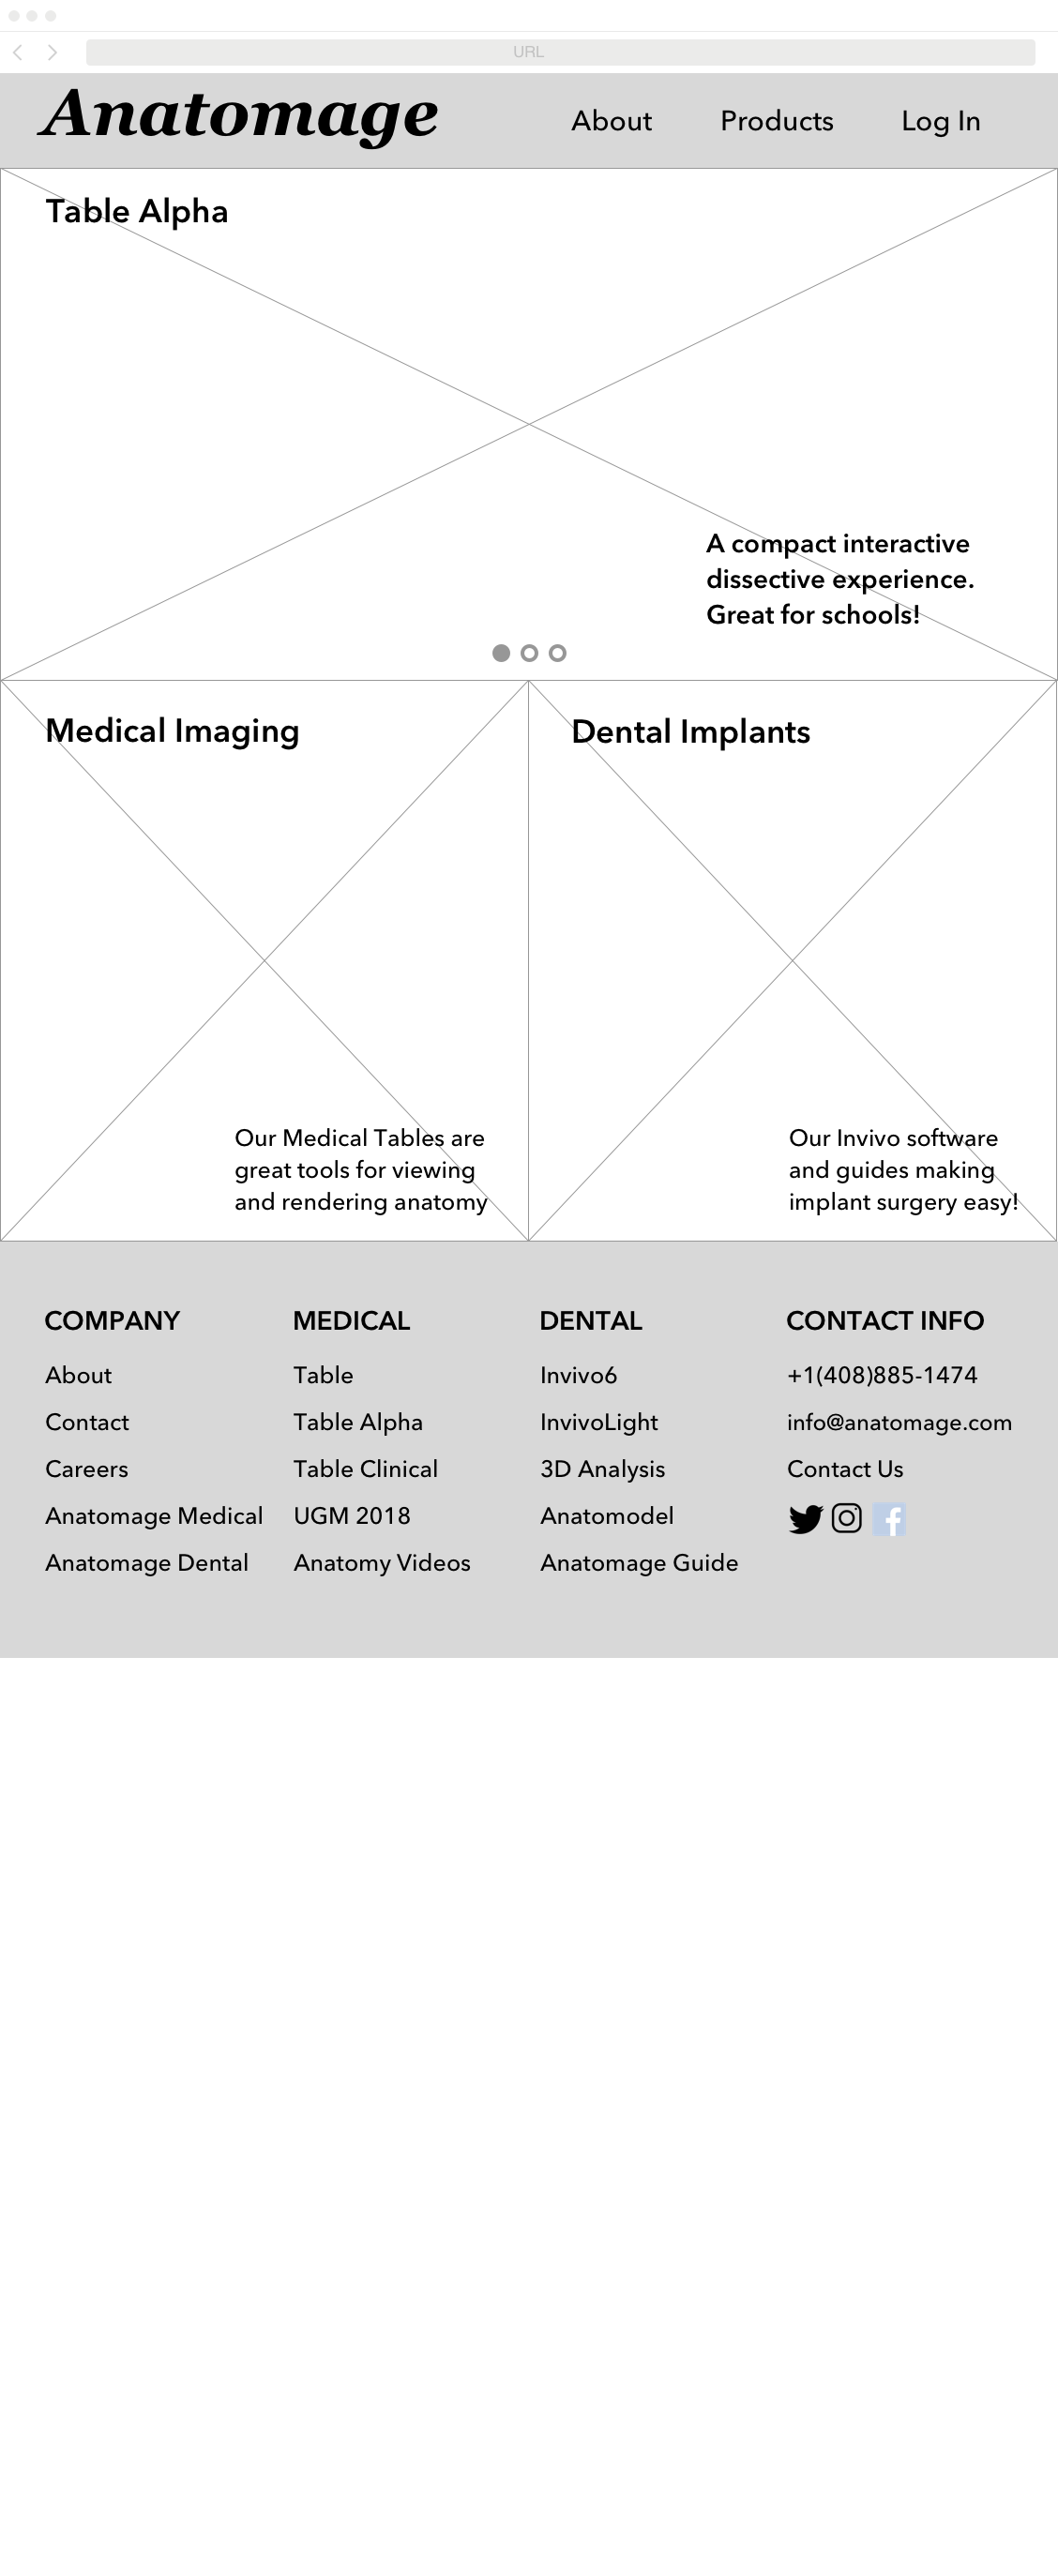 URL
Anatomage
About Products Log In
Table Alpha
A compact interactive
dissective experience.
Great for schools!
Medical Imaging
Our Medical Tables are
great tools for viewing
and rendering anatomy
Dental Implants
Our Invivo software
and guides making
implant surgery easy!
COMPANY
About
Contact
Careers
Anatomage Medical
Anatomage Dental
MEDICAL
Table
Table Alpha
Table Clinical
UGM 2018
Anatomy Videos
DENTAL
Invivo6
InvivoLight
3D Analysis
Anatomodel
Anatomage Guide
CONTACT INFO
+1(408)885-1474
info@anatomage.com
Contact Us